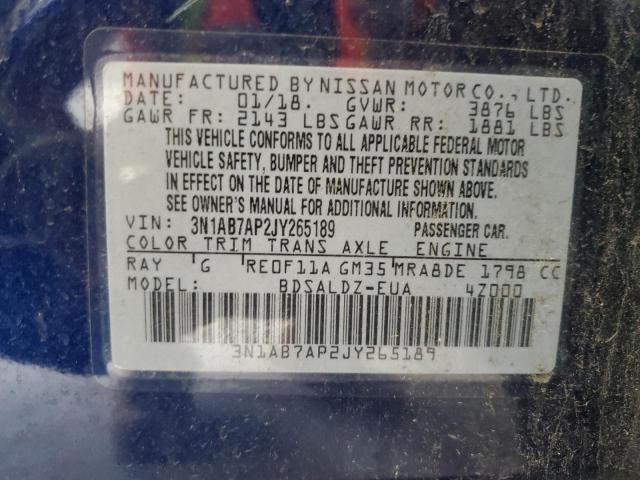 MANUFACTURED BY NISSAN MOTOR CO., LTD.
DATE: 01/18. GVWR: 3876 LBS
GAWR FR: 2143 LBS GAWR RR: 1881 LBS
THIS VEHICLE CONFORMS TO ALL APPLICABLE FEDERAL MOTOR
VEHICLE SAFETY, BUMPER AND THEFT PREVENTION STANDARDS
IN EFFECT ON THE DATE OF MANUFACTURE SHOWN ABOVE.
SEE OWNER'S MANUAL FOR ADDITIONAL INFORMATION.
VIN: 3N1AB7AP2JY265189 PASSENGER CAR.
COLOR TRIM TRANS AXLE ENGINE
RAY G RE0F11A GM35 MRA8DE 1798 CC
MODEL: BDSALDZ-EUA 4Z000
3N1AB7AP2JY265189